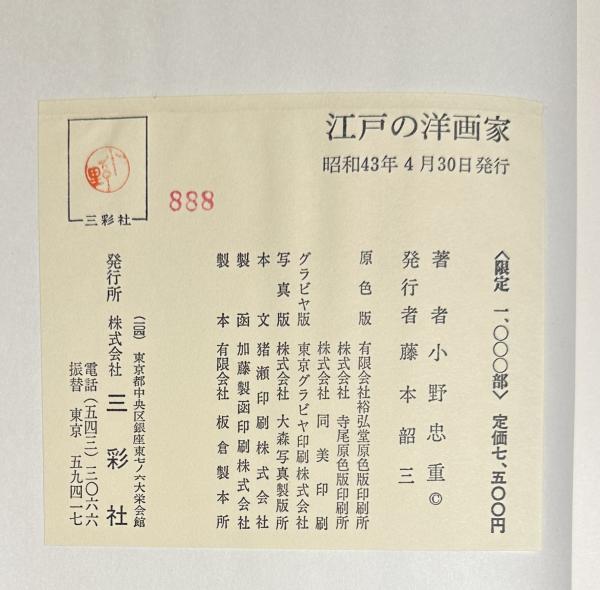 江戸の洋画家
昭和43年4月30日発行
〈限定 一、〇〇〇部〉 定価七、五〇〇円
著者 小野忠重 ©
発行者 藤本韶三
原色版 有限会社裕弘堂原色版印刷所
株式会社 寺尾原色版印刷所
株式会社 同美印刷
グラビヤ版 東京グラビヤ印刷株式会社
写真版 株式会社 大森写真製版所
本文 猪瀬印刷株式会社
製函 加藤製函印刷株式会社
製本 有限会社 板倉製本所
発行所 株式会社 三彩社
(一〇四) 東京都中央区銀座東七ノ六大栄会館
電話(五四三)三〇六六
振替 東京 五九四一七
三彩社
888